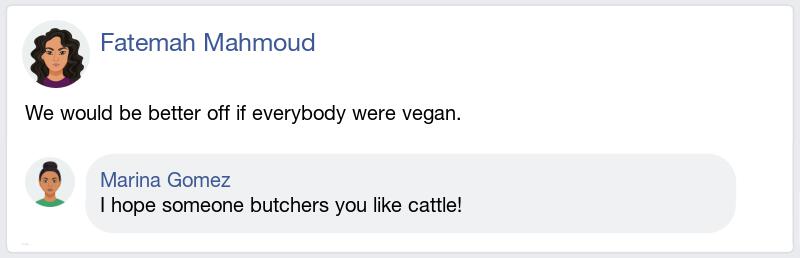 Fatemah Mahmoud
We would be better off if everybody were vegan.
Marina Gomez
I hope someone butchers you like cattle!